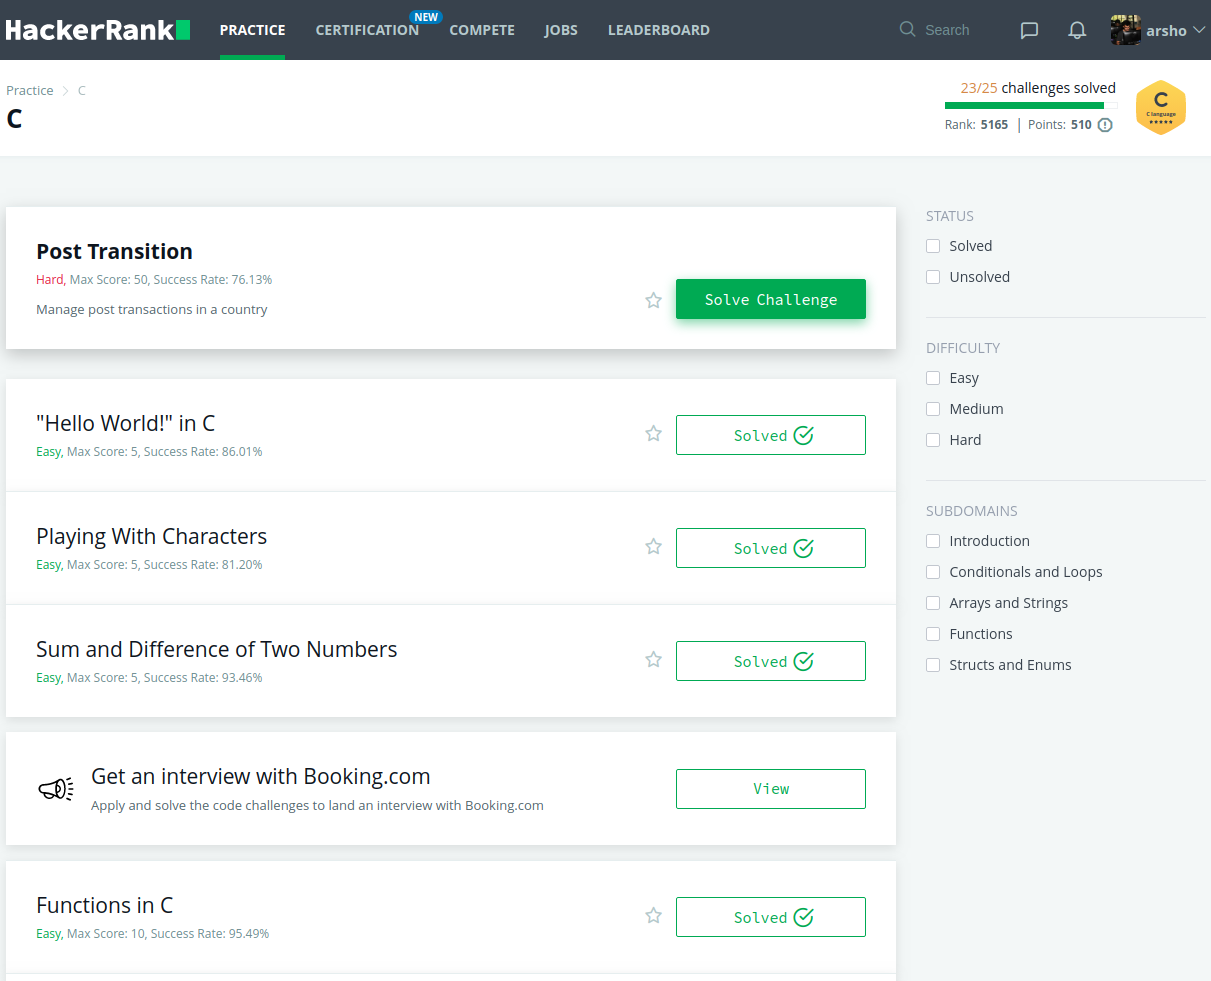 HackerRank
PRACTICE
CERTIFICATION
NEW
COMPETE
JOBS
LEADERBOARD
Search
arsho
Practice > C
C
23/25 challenges solved
Rank: 5165 | Points: 510
C
C language
Post Transition
Hard, Max Score: 50, Success Rate: 76.13%
Manage post transactions in a country
Solve Challenge
"Hello World!" in C
Easy, Max Score: 5, Success Rate: 86.01%
Solved
Playing With Characters
Easy, Max Score: 5, Success Rate: 81.20%
Solved
Sum and Difference of Two Numbers
Easy, Max Score: 5, Success Rate: 93.46%
Solved
Get an interview with Booking.com
Apply and solve the code challenges to land an interview with Booking.com
View
Functions in C
Easy, Max Score: 10, Success Rate: 95.49%
Solved
STATUS
Solved
Unsolved
DIFFICULTY
Easy
Medium
Hard
SUBDOMAINS
Introduction
Conditionals and Loops
Arrays and Strings
Functions
Structs and Enums